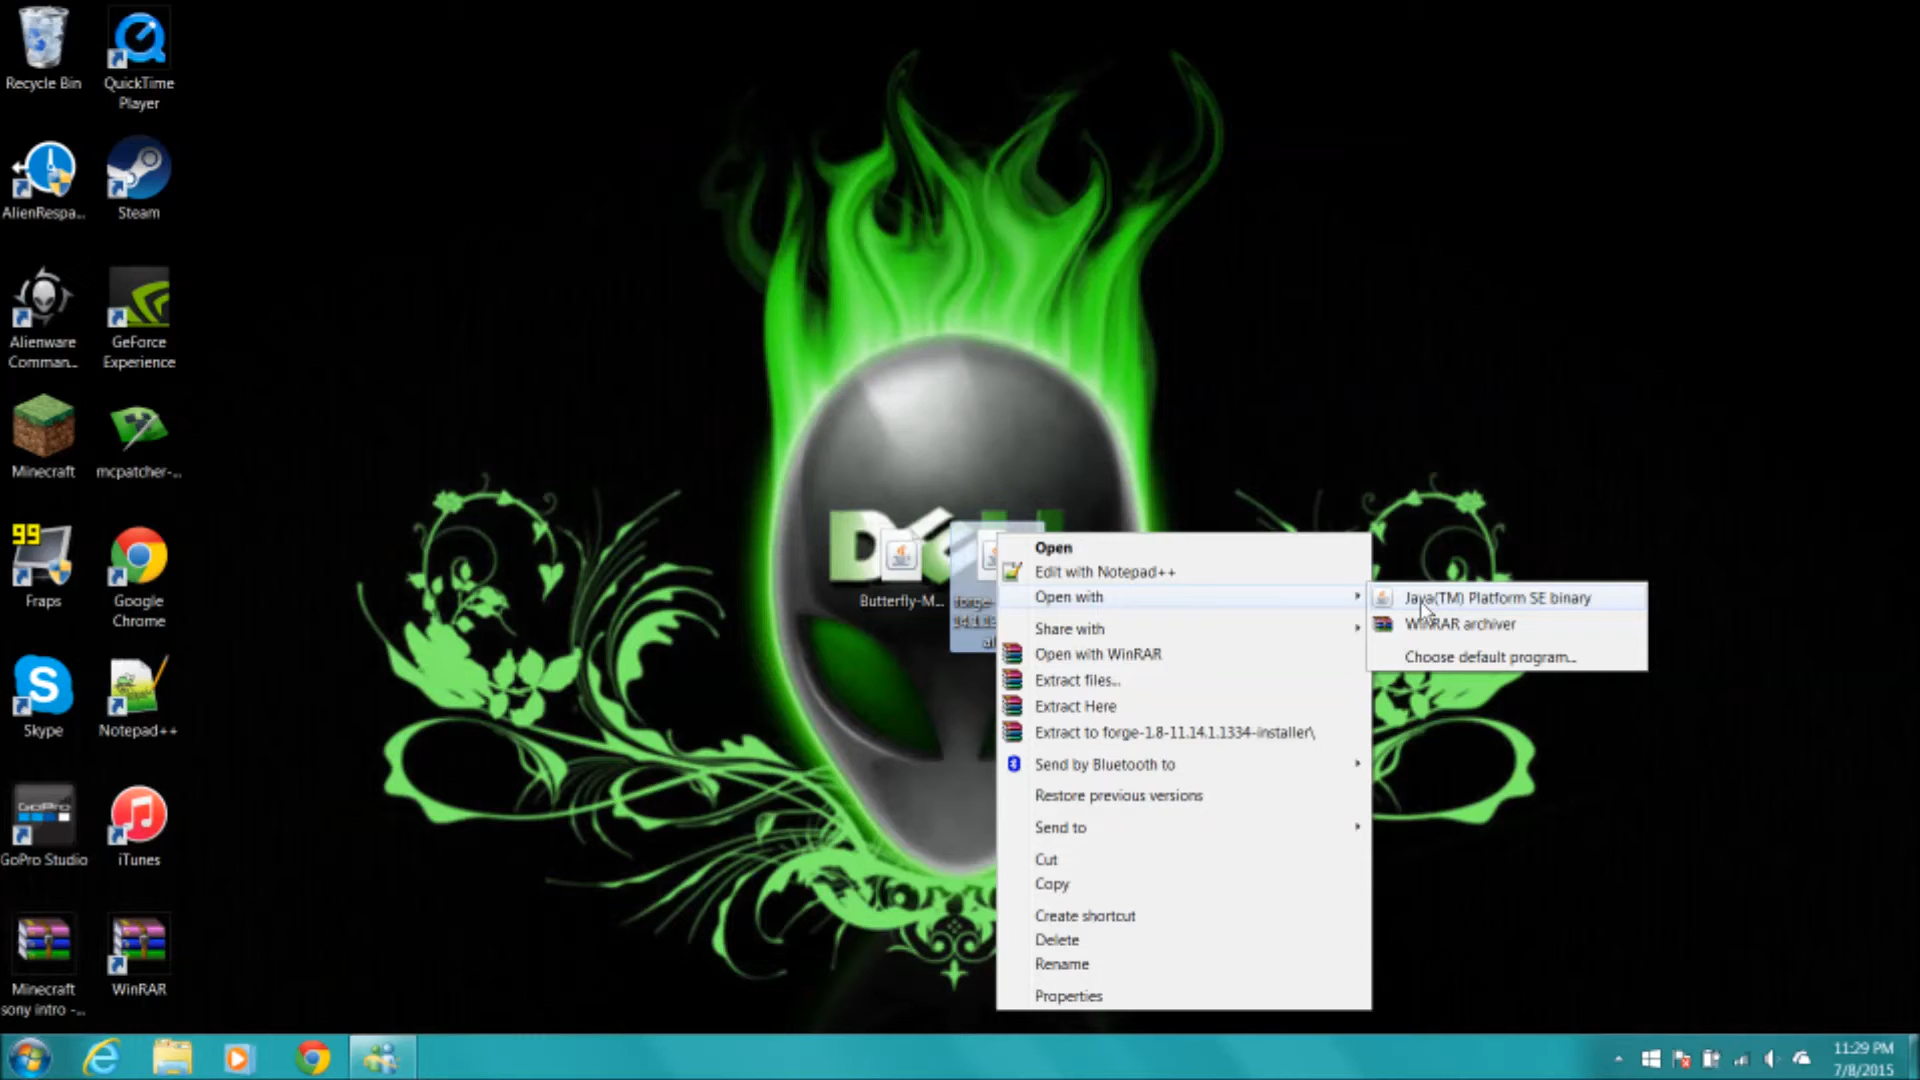 Recycle Bin
QuickTime
Player
AlienRespa...
Steam
Alienware
Comman...
GeForce
Experience
Minecraft
mcpatcher-...
99
Fraps
Google
Chrome
Skype
Notepad++
GoPro
GoPro Studio
iTunes
Minecraft
sony intro -...
WinRAR
Butterfly-M...
forge-
Open
Edit with Notepad++
Open with
Share with
Open with WinRAR
Extract files...
Extract Here
Extract to forge-1.8-11.14.1.1334-installer\
Send by Bluetooth to
Restore previous versions
Send to
Cut
Copy
Create shortcut
Delete
Rename
Properties
Java(TM) Platform SE binary
WinRAR archiver
Choose default program...
11:29 PM
7/8/2015